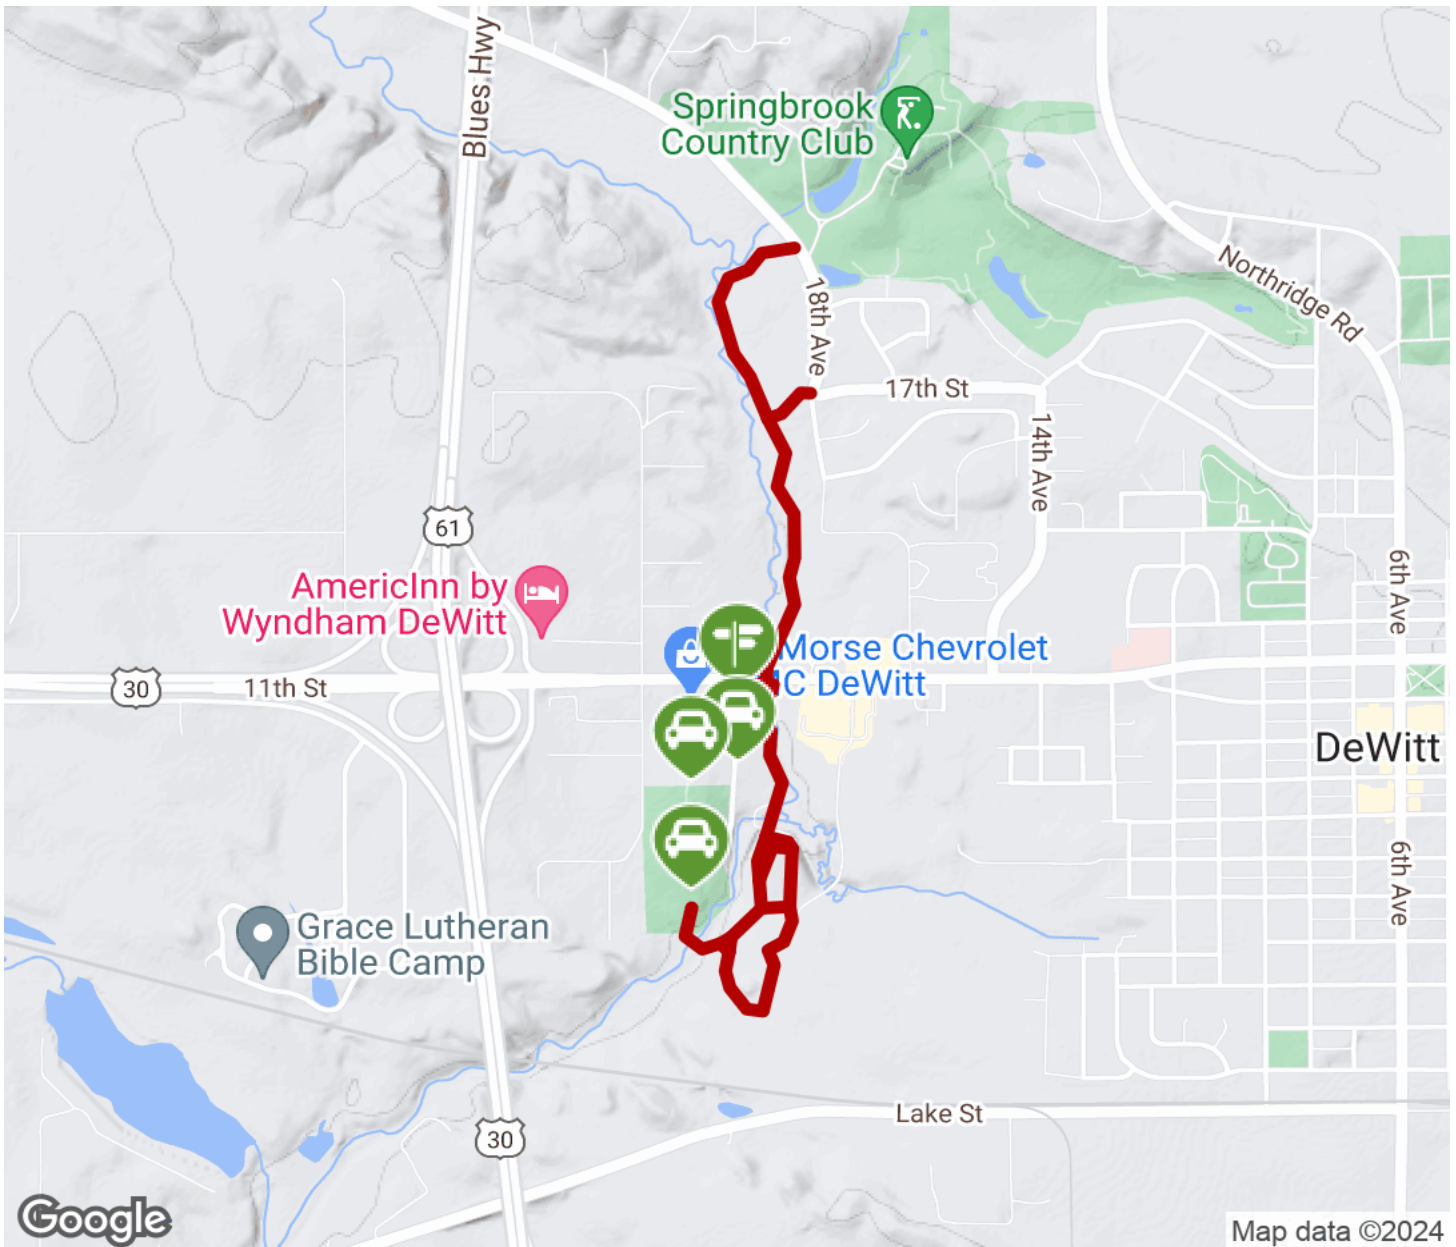 Blues Hwy
Springbrook
Country Club
Northridge Rd
18th Ave
17th St
14th Ave
61
6th Ave
AmericInn by
Wyndham DeWitt
Morse Chevrolet
C DeWitt
30
11th St
DeWitt
6th Ave
Grace Lutheran
Bible Camp
Lake St
30
Google
Map data ©2024